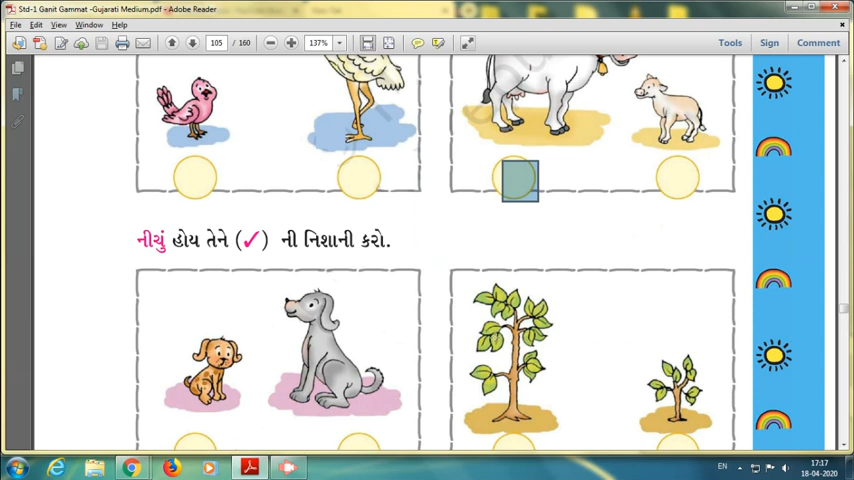 Std-1 Ganit Gammat -Gujarati Medium.pdf - Adobe Reader
File Edit View Window Help
105 / 160 137% Tools Sign Comment
નીચું હોય તેને (✓) ની નિશાની કરો.
EN 17:17
18-04-2020